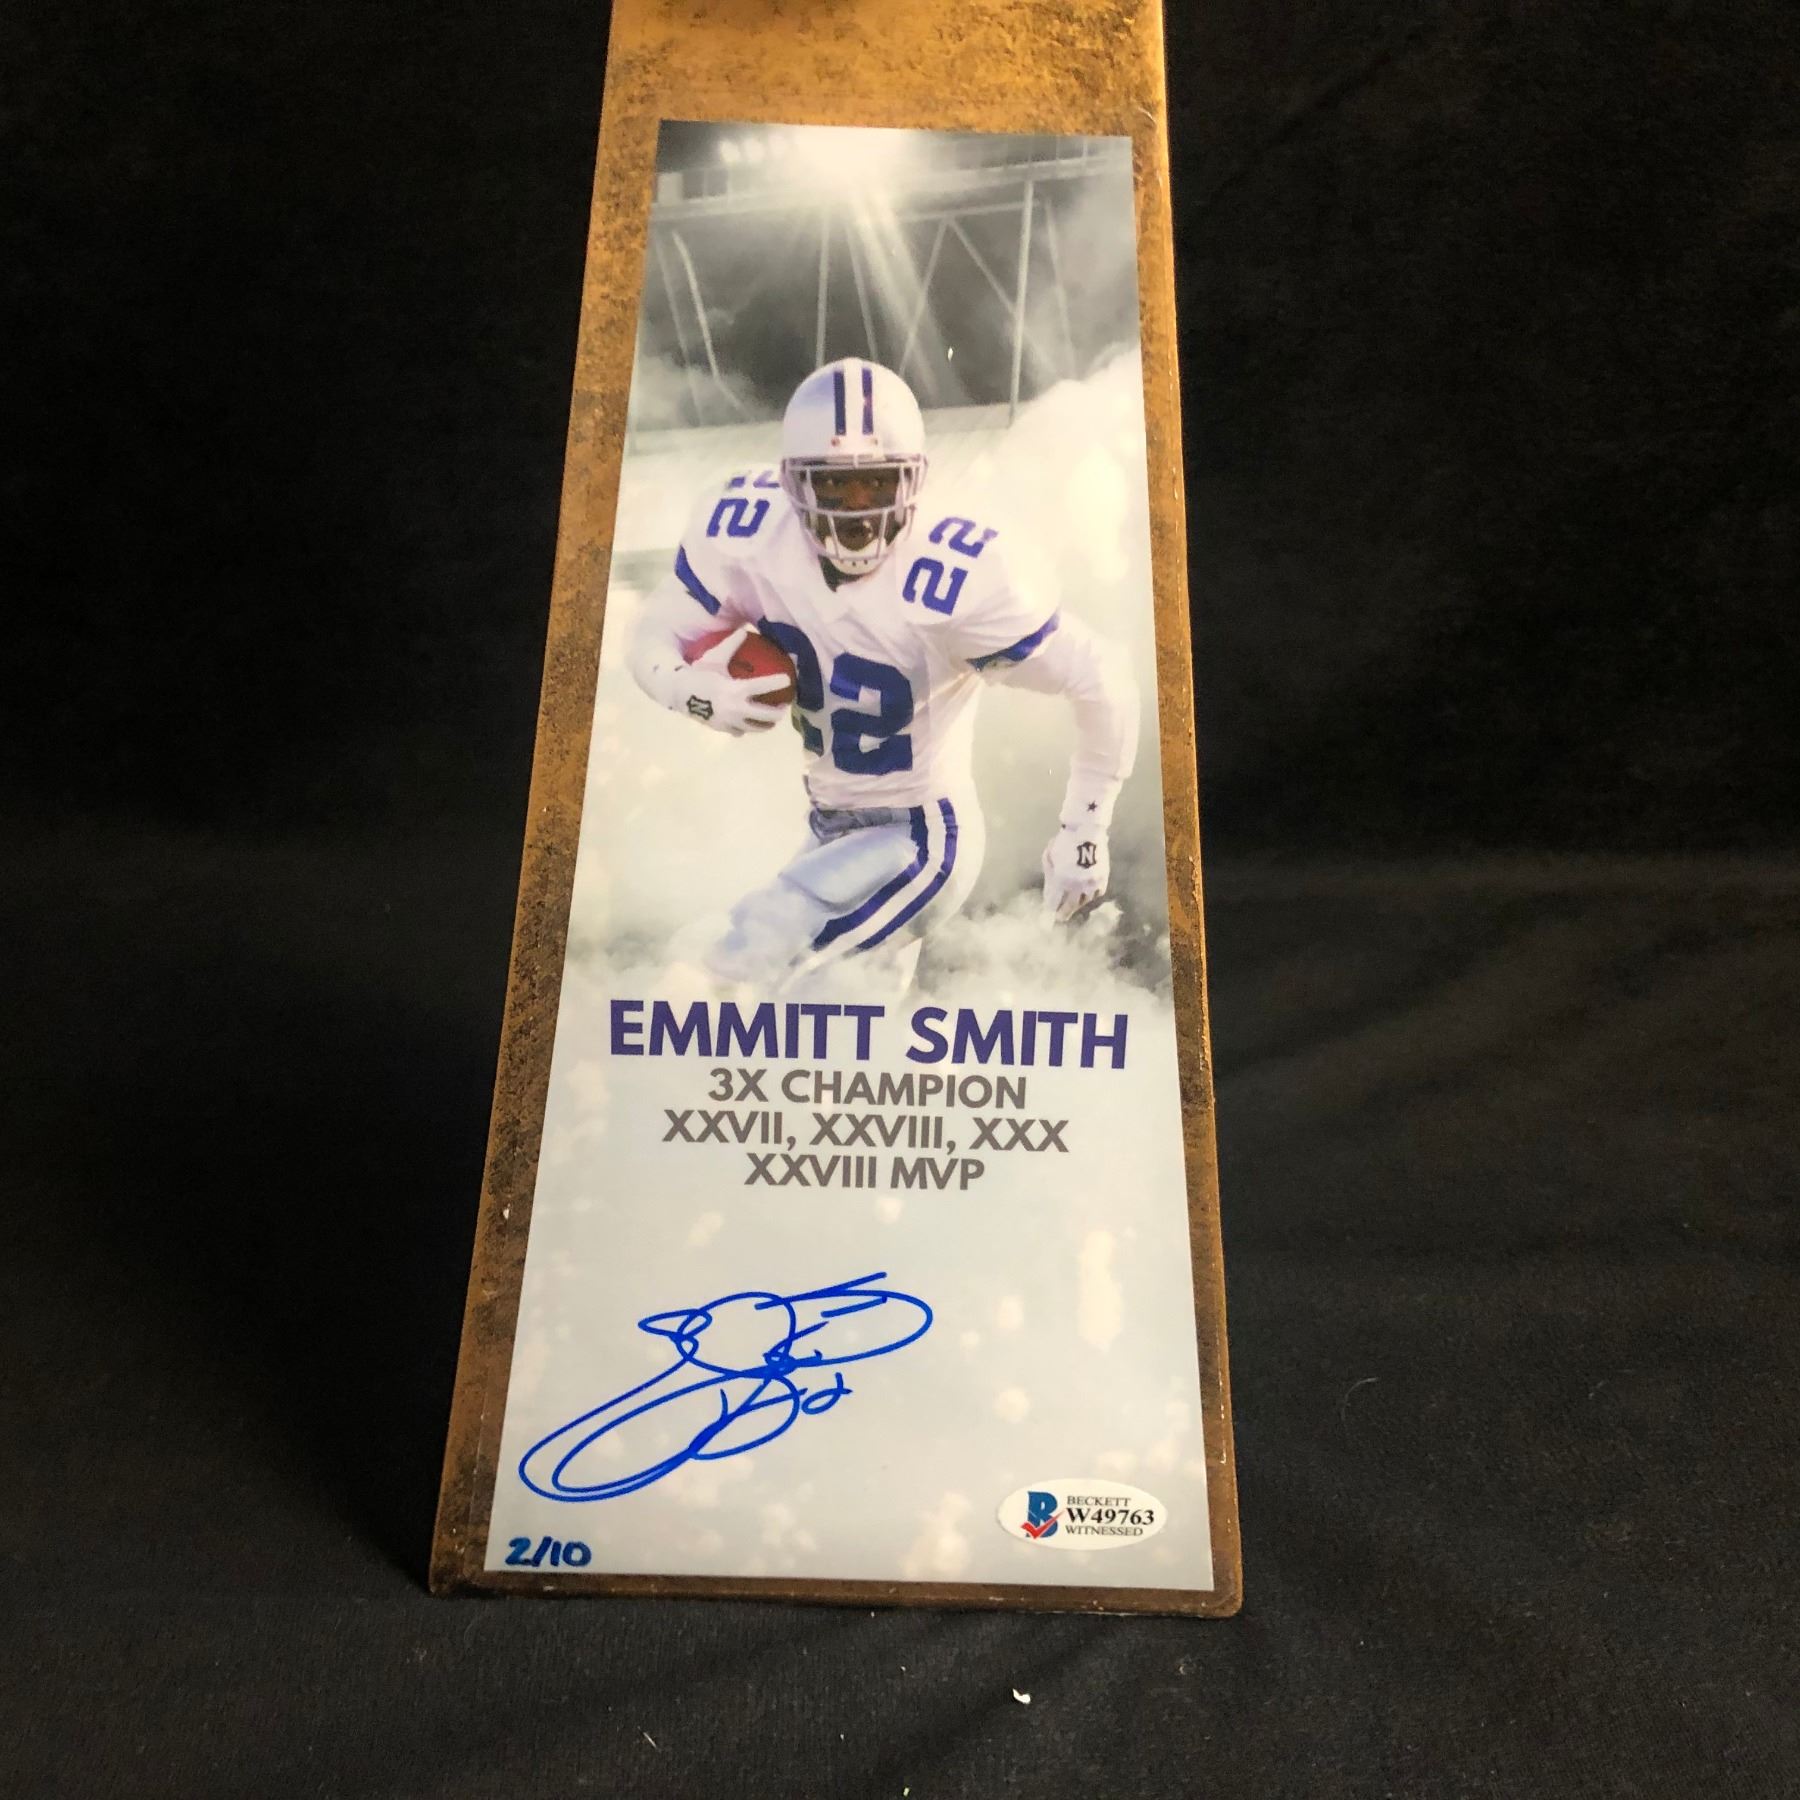 22 22
22
N
N
EMMITT SMITH
3X CHAMPION
XXVII, XXVIII, XXX
XXVIII MVP
BECKETT
W49763
WITNESSED
2/10